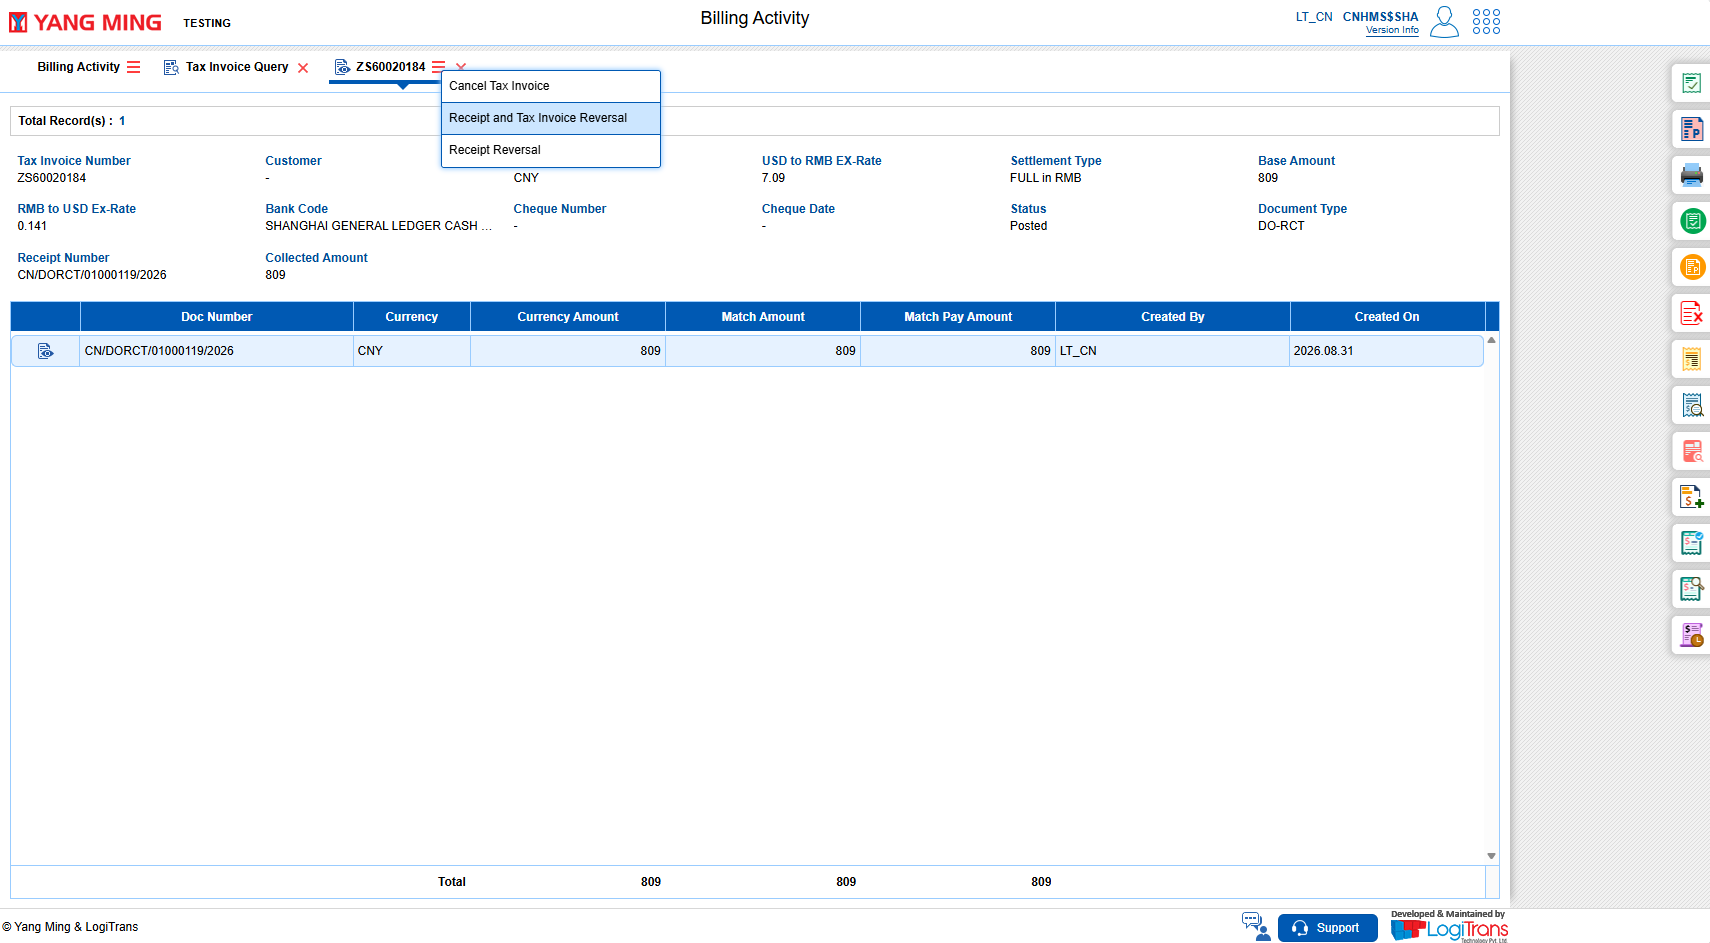 YANG MING TESTING Billing Activity LT_CN CNHMS$SHA
Version Info
Billing Activity Tax Invoice Query ZS60020184
Cancel Tax Invoice
Receipt and Tax Invoice Reversal
Receipt Reversal
Total Record(s) : 1
Tax Invoice Number Customer USD to RMB EX-Rate Settlement Type Base Amount
ZS60020184 - CNY 7.09 FULL in RMB 809
RMB to USD Ex-Rate Bank Code Cheque Number Cheque Date Status Document Type
0.141 SHANGHAI GENERAL LEDGER CASH ... - - Posted DO-RCT
Receipt Number Collected Amount
CN/DORCT/01000119/2026 809
Doc Number Currency Currency Amount Match Amount Match Pay Amount Created By Created On
CN/DORCT/01000119/2026 CNY 809 809 809 LT_CN 2026.08.31
Total 809 809 809
© Yang Ming & LogiTrans Support Developed & Maintained by
LogiTrans
Technology Pvt. Ltd.